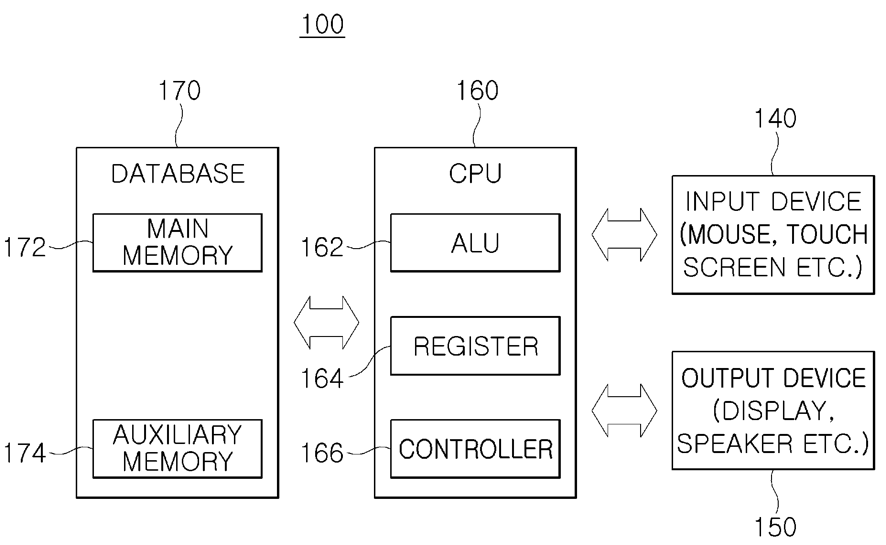 100
170
160
140
DATABASE
CPU
172
MAIN
MEMORY
162
ALU
INPUT DEVICE
(MOUSE, TOUCH
SCREEN ETC.)
164
REGISTER
OUTPUT DEVICE
(DISPLAY,
SPEAKER ETC.)
174
AUXILIARY
MEMORY
166
CONTROLLER
150